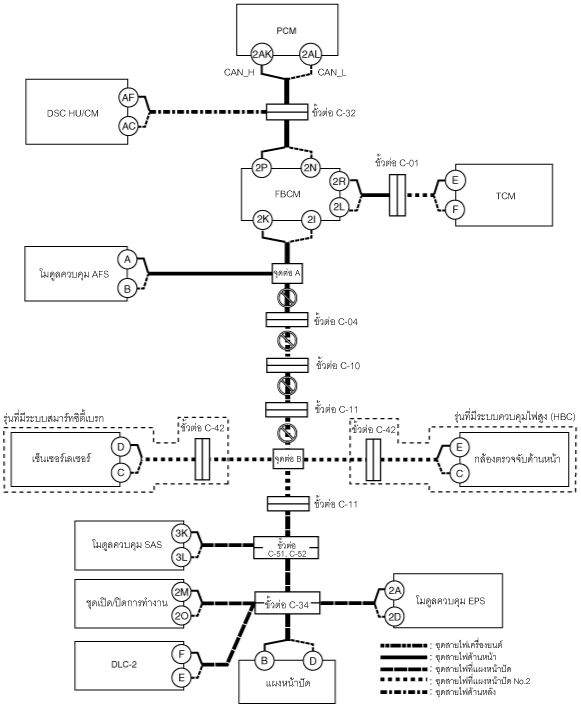 PCM
2AK
2AL
CAN_H
CAN_L
AF
DSC HU/CM
AC
ขั้วต่อ C-32
2P
2N
ขั้วต่อ C-01
FBCM
2R
2L
E
TCM
F
2K
2I
A
โมดูลควบคุม AFS
B
จุดต่อ A
ขั้วต่อ C-04
ขั้วต่อ C-10
ขั้วต่อ C-11
รุ่นที่มีระบบสมาร์ทซิตี้เบรก
รุ่นที่มีระบบควบคุมไฟสูง (HBC)
ขั้วต่อ C-42
ขั้วต่อ C-42
D
เซ็นเซอร์เลเซอร์
C
จุดต่อ B
E
กล้องตรวจจับด้านหน้า
C
ขั้วต่อ C-11
3K
โมดูลควบคุม SAS
3L
ขั้วต่อ
C-51, C-52
2M
ชุดเปิด/ปิดการทำงาน
2O
ขั้วต่อ C-34
2A
โมดูลควบคุม EPS
2D
F
DLC-2
E
B
D
แผงหน้าปัด
: ชุดสายไฟเครื่องยนต์
: ชุดสายไฟด้านหน้า
: ชุดสายไฟที่แผงหน้าปัด
: ชุดสายไฟที่แผงหน้าปัด No.2
: ชุดสายไฟด้านหลัง